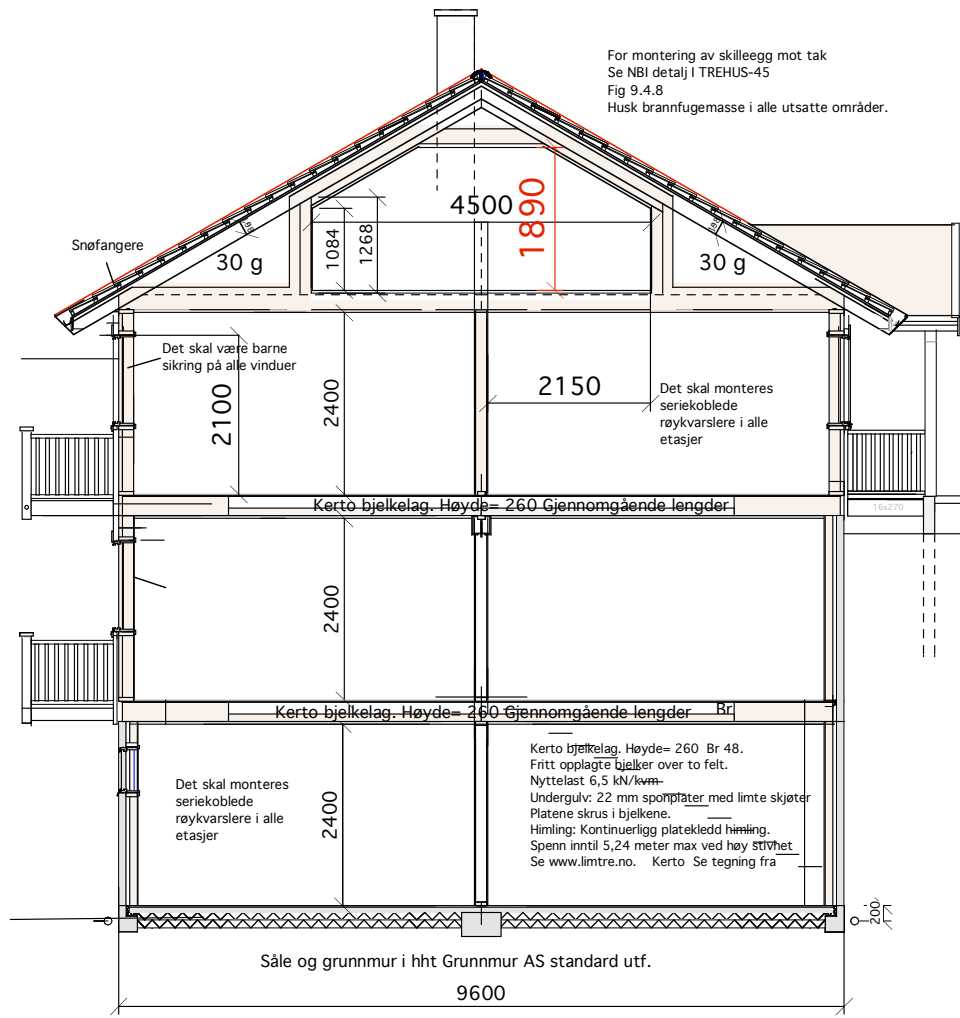 For montering av skilleegg mot tak
Se NBI detalj I TREHUS-45
Fig 9.4.8
Husk brannfugemasse i alle utsatte områder.
4500
1890
1084
1268
198
198
Snøfangere
30 g
30 g
Det skal være barne
sikring på alle vinduer
2100
2400
2150
Det skal monteres
seriekoblede
røykvarslere i alle
etasjer
Kerto bjelkelag. Høyde= 260 Gjennomgående lengder
16x270
2400
Kerto bjelkelag. Høyde= 260 Gjennomgående lengder Br
Det skal monteres
seriekoblede
røykvarslere i alle
etasjer
2400
Kerto bjelkelag. Høyde= 260 Br 48.
Fritt opplagte bjelker over to felt.
Nyttelast 6,5 kN/kvm
Undergulv: 22 mm sponplater med limte skjøter
Platene skrus i bjelkene.
Himling: Kontinuerligg platekledd himling.
Spenn inntil 5,24 meter max ved høy stivhet
Se www.limtre.no. Kerto Se tegning fra
200
Såle og grunnmur i hht Grunnmur AS standard utf.
9600